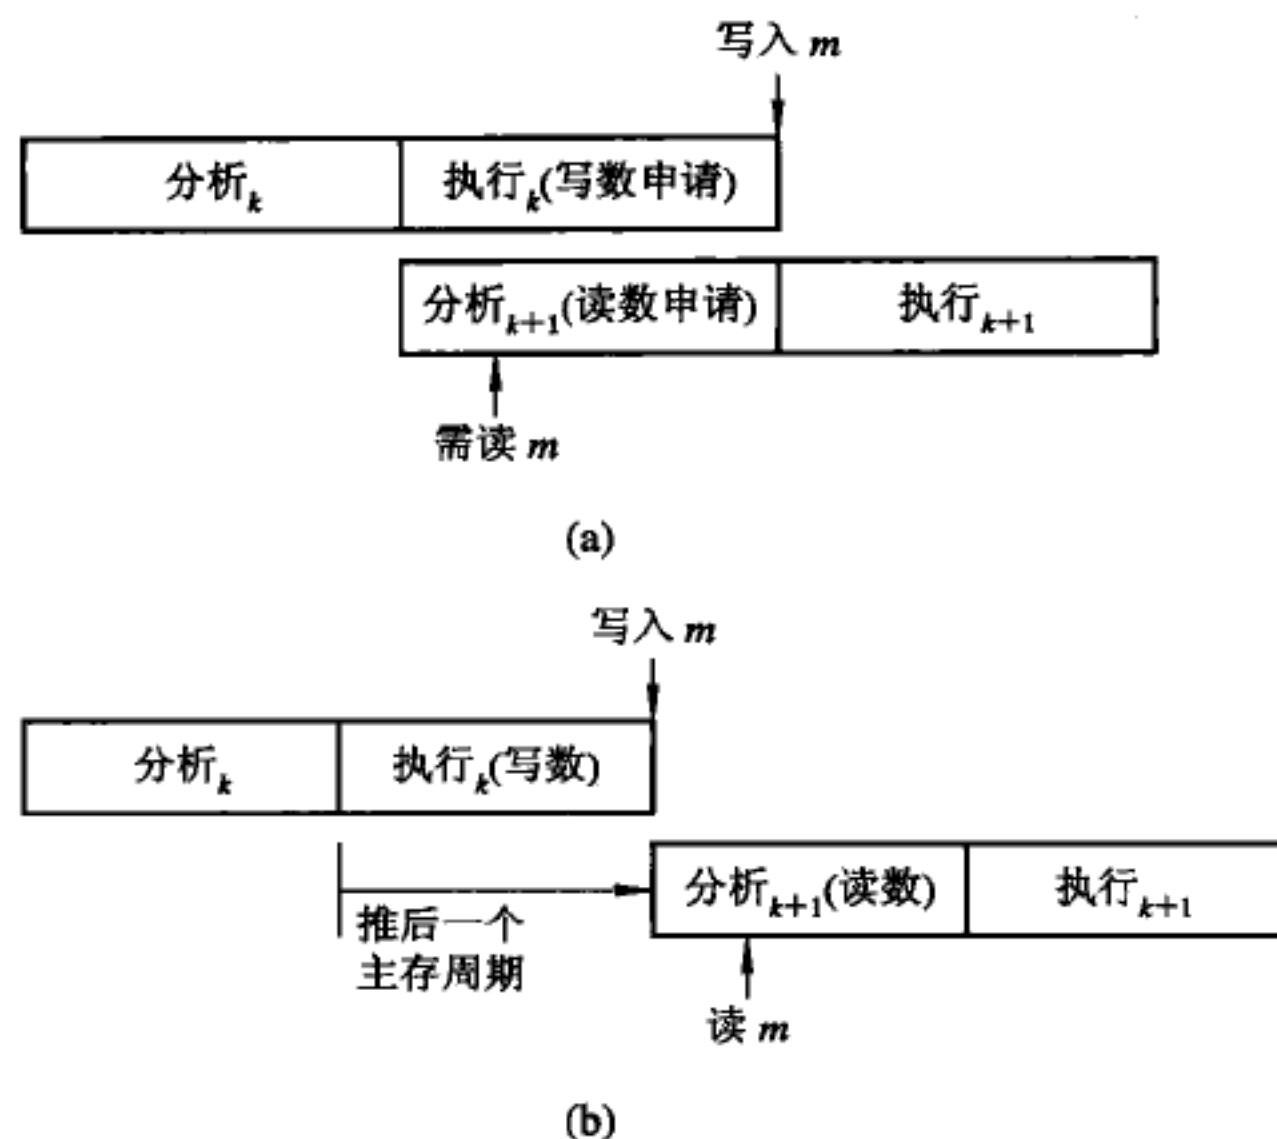 写入 m
分析k
执行k(写数申请)
分析k+1(读数申请)
执行k+1
需读 m
(a)
写入 m
分析k
执行k(写数)
分析k+1(读数)
执行k+1
推后一个
主存周期
读 m
(b)